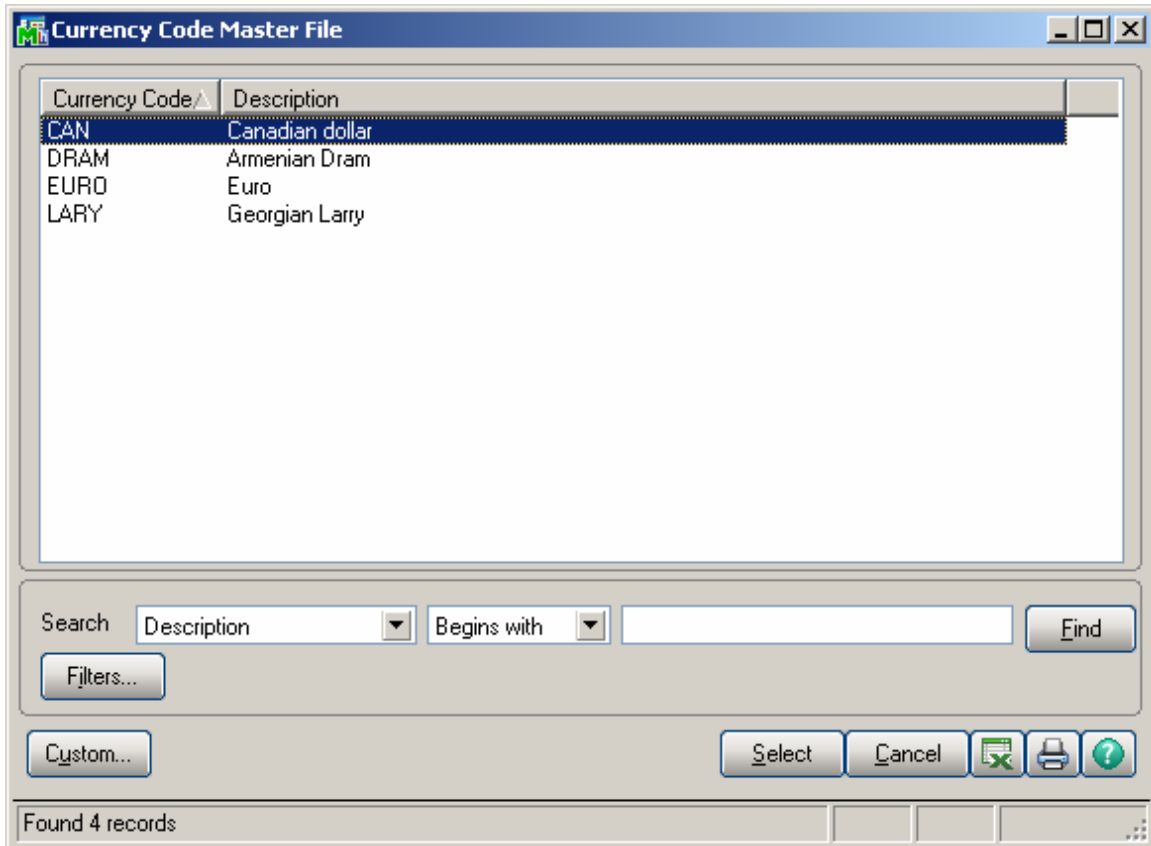 Currency Code Master File
Currency Code Description
CAN Canadian dollar
DRAM Armenian Dram
EURO Euro
LARY Georgian Larry
Search Description Begins with Find
Filters...
Custom... Select Cancel
Found 4 records